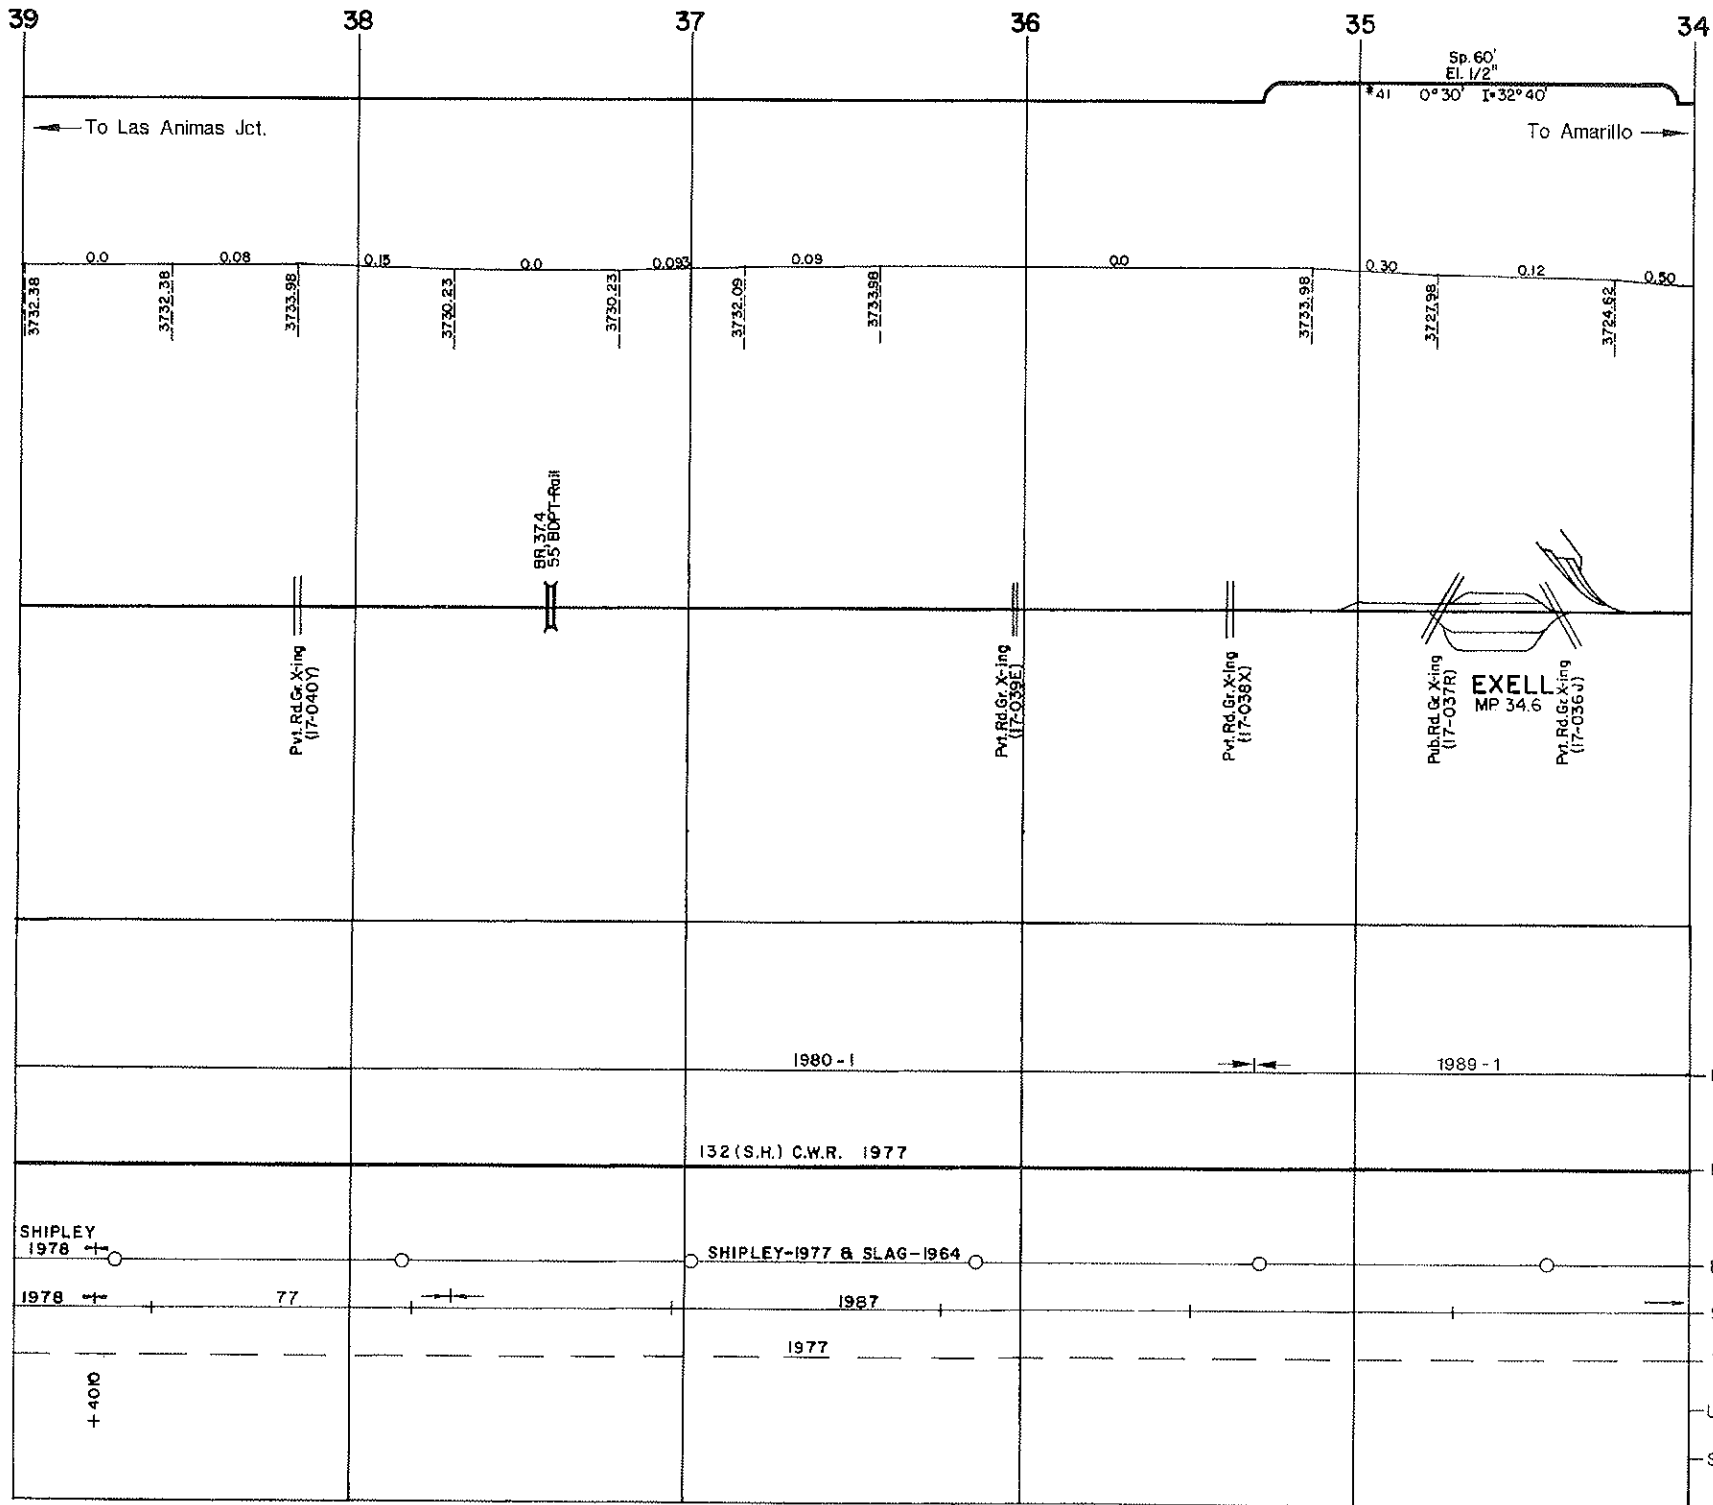 39 38 37 36 35 34
Sp. 60'
El. 1/2"
#41 0°30' I=32°40'
To Las Animas Jct.
To Amarillo
0.0 0.08 0.15 0.0 0.093 0.09 0.0 0.30 0.12 0.50
3732.38 3732.38 3733.98 3730.23 3730.23 3732.09 3733.98 3733.98 3727.98 3724.62
BR. 37.4
55' BDPT-Rail
Pvt. Rd. Gr. X-ing
(17-040Y)
Pvt. Rd. Gr. X-ing
(17-039E)
Pvt. Rd. Gr. X-ing
(17-038X)
Pub. Rd. Gr. X-ing
(17-037R)
EXELL
MP. 34.6
Pvt. Rd. Gr. X-ing
(17-036J)
1980-1 1989-1
132 (S.H.) C.W.R. 1977
SHIPLEY
1978
SHIPLEY-1977 & SLAG-1964
1978 77 1987
1977
+ 4010